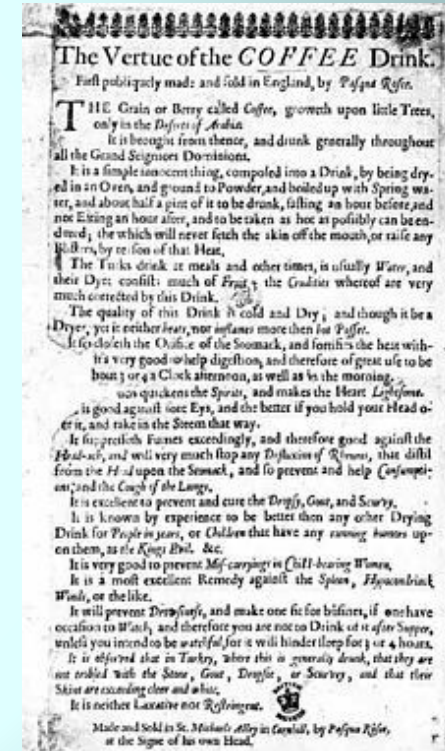 The Vertue of the COFFEE Drink.
First publiquely made and sold in England, by Pasqua Rosee.
THE Grain or Berry called Coffee, groweth upon little Trees,
only in the Deserts of Arabia.
It is brought from thence, and drunk generally throughout
all the Grand Seigniors Dominions.
It is a simple innocent thing, composed into a Drink, by being dry-
ed in an Oven, and ground to Powder, and boiled up with Spring wa-
ter, and about half a pint of it to be drunk, fasting an hour before, and
not Eating an hour after, and to be taken as hot as possibly can be en-
dured; the which will never fetch the skin off the mouth, or raise any
Blisters, by reason of that Heat.
The Turks drink at meals and other times, is usually Water, and
their Dyet consists much of Fruit; the Crudities whereof are very
much corrected by this Drink.
The quality of this Drink is cold and Dry; and though it be a
Dryer, yet it neither heats, nor inflames more then hot Posset.
It so closeth the Orifice of the Stomack, and fortifies the heat with-
it's very good to help digestion, and therefore of great use to be
bout 3 or 4 a Clock afternoon, as well as in the morning.
quickens the Spirits, and makes the Heart Lightsome.
is good against sore Eys, and the better if you hold your Head o-
er it, and take in the Steem that way.
It suppresseth Fumes exceedingly, and therefore good against the
Head-ach, and will very much stop any Defluxion of Rheums, that distil
from the Head upon the Stomack, and so prevent and help Consumpti-
ons; and the Cough of the Lungs.
It is excellent to prevent and cure the Dropsy, Gout, and Scurvy.
It is known by experience to be better then any other Drying
Drink for People in years, or Children that have any running humors up-
on them, as the Kings Evil. &c.
It is very good to prevent Mis-carryings in Child-bearing Women.
It is a most excellent Remedy against the Spleen, Hypocondriack
Winds, or the like.
It will prevent Drowsiness, and make one fit for busines, if one have
occasion to Watch; and therefore you are not to Drink of it after Supper,
unless you intend to be watchful, for it will hinder sleep for 3 or 4 hours.
It is observed that in Turkey, where this is generally drunk, that they are
not trobled with the Stone, Gout, Dropsie, or Scurvey, and that their
Skins are exceeding cleer and white.
It is neither Laxative nor Restringent.
Made and Sold in St. Michaels Alley in Cornhill, by Pasqua Rosee,
at the Signe of his own Head.